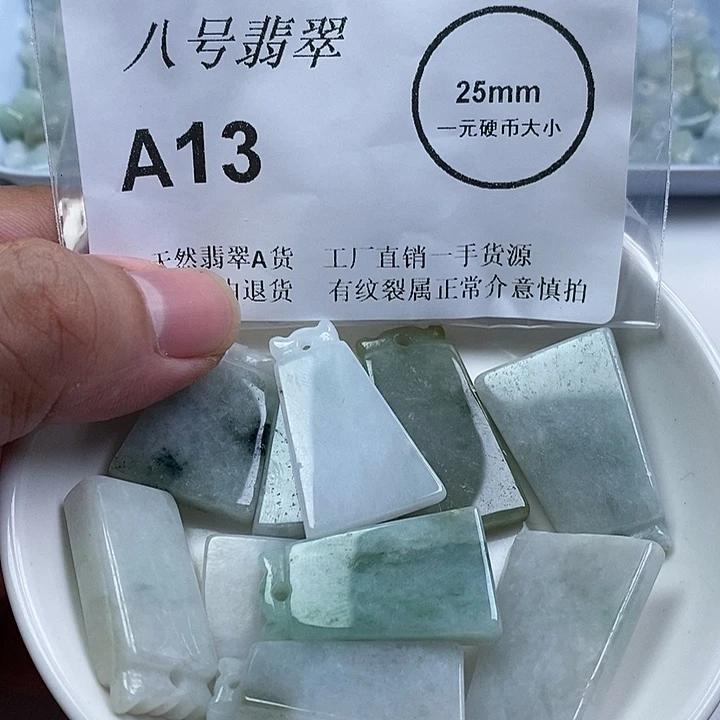 八号翡翠
25mm
一元硬币大小
A13
天然翡翠A货 工厂直销一手货源
退货 有纹裂属正常介意慎拍